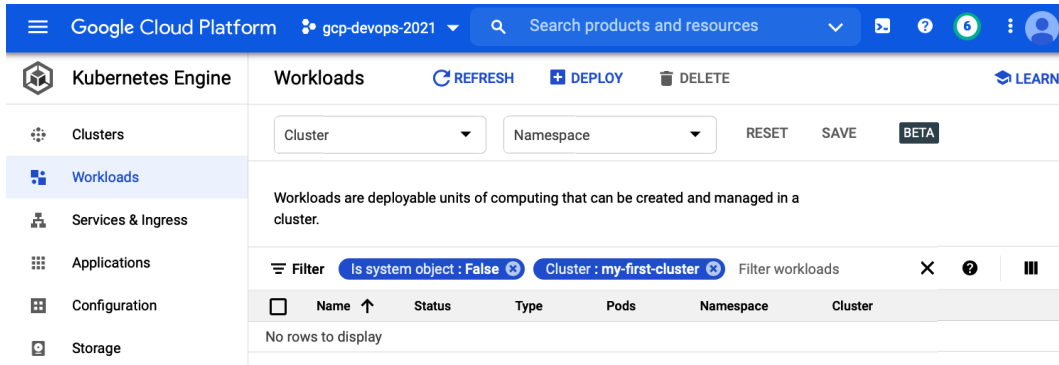 Google Cloud Platform gcp-devops-2021 Search products and resources 6
Kubernetes Engine Workloads REFRESH DEPLOY DELETE LEARN
Clusters
Workloads
Services & Ingress
Applications
Configuration
Storage
Cluster Namespace RESET SAVE BETA
Workloads are deployable units of computing that can be created and managed in a
cluster.
Filter Is system object : False Cluster : my-first-cluster Filter workloads
Name Status Type Pods Namespace Cluster
No rows to display